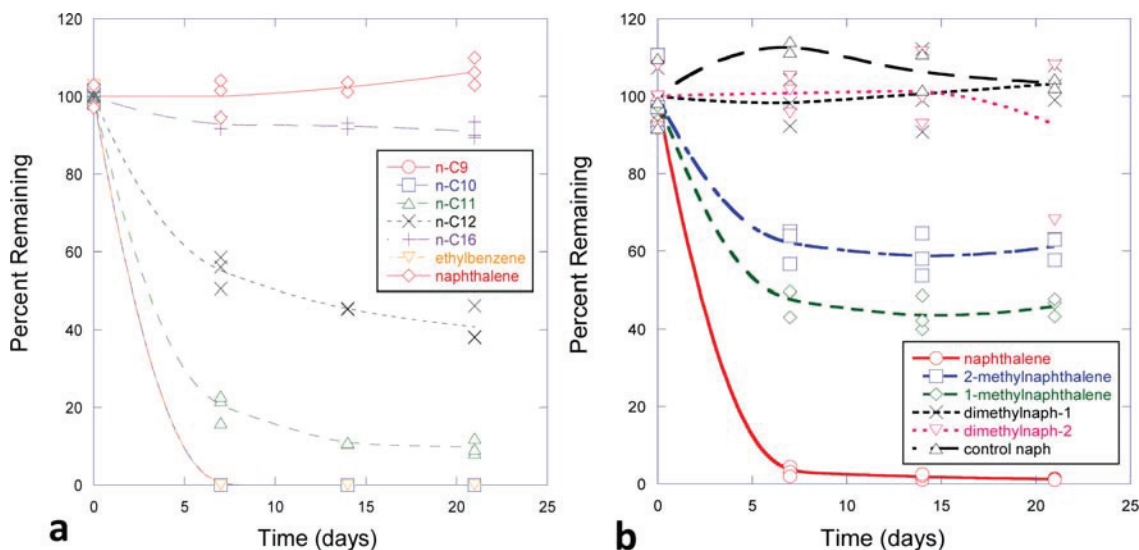 120
100
80
60
40
20
0
Percent Remaining
n-C9
n-C10
n-C11
n-C12
n-C16
ethylbenzene
naphthalene
0 5 10 15 20 25
Time (days)
a
120
100
80
60
40
20
0
Percent Remaining
naphthalene
2-methylnaphthalene
1-methylnaphthalene
dimethylnaph-1
dimethylnaph-2
control naph
0 5 10 15 20 25
Time (days)
b